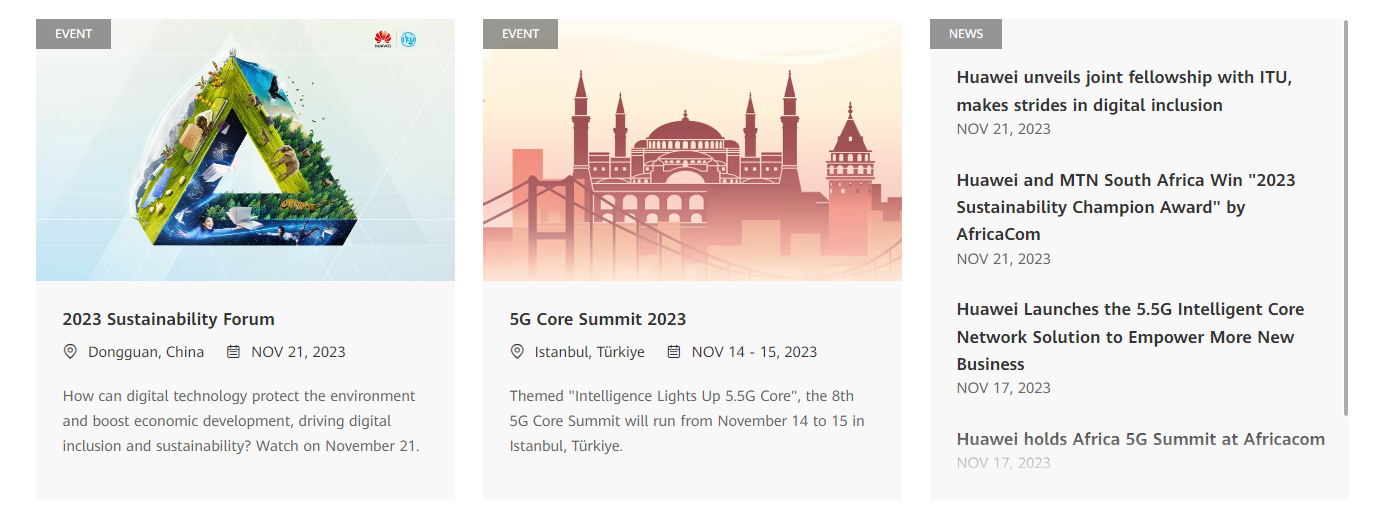 EVENT
HUAWEI
ITU
2023 Sustainability Forum
Dongguan, China NOV 21, 2023
How can digital technology protect the environment
and boost economic development, driving digital
inclusion and sustainability? Watch on November 21.
EVENT
5G Core Summit 2023
Istanbul, Türkiye NOV 14 - 15, 2023
Themed "Intelligence Lights Up 5.5G Core", the 8th
5G Core Summit will run from November 14 to 15 in
Istanbul, Türkiye.
NEWS
Huawei unveils joint fellowship with ITU,
makes strides in digital inclusion
NOV 21, 2023
Huawei and MTN South Africa Win "2023
Sustainability Champion Award" by
AfricaCom
NOV 21, 2023
Huawei Launches the 5.5G Intelligent Core
Network Solution to Empower More New
Business
NOV 17, 2023
Huawei holds Africa 5G Summit at Africacom
NOV 17, 2023